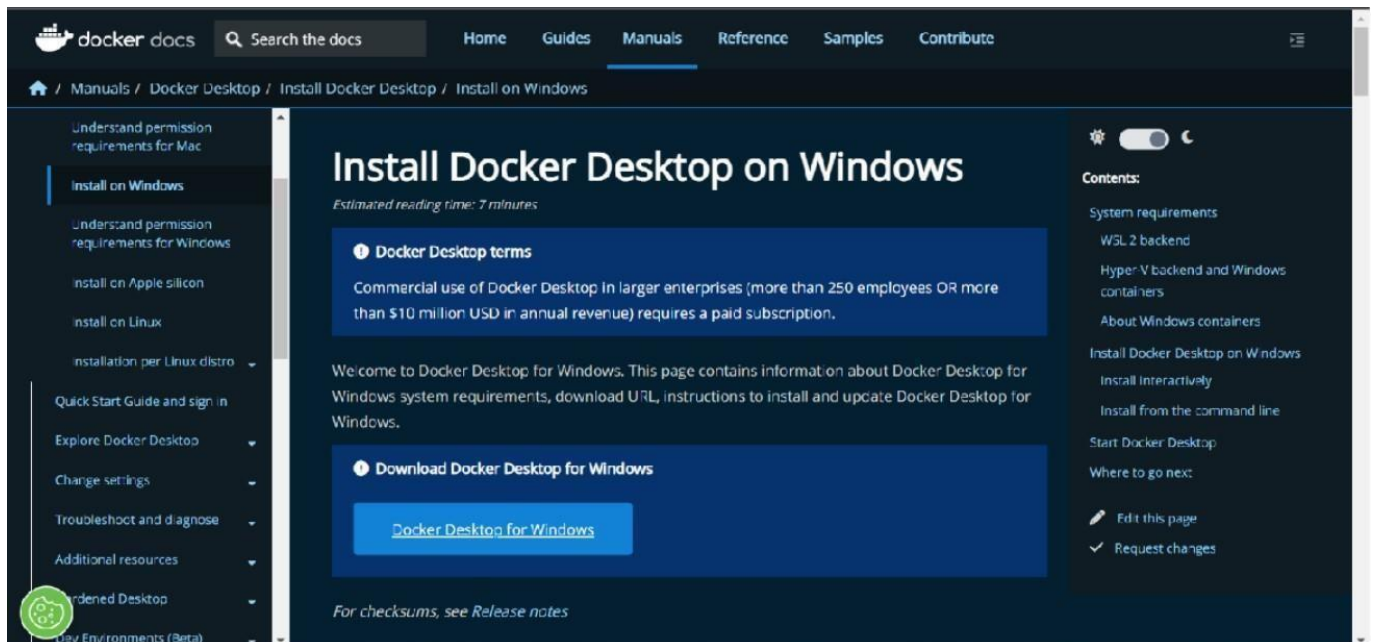 docker docs
Search the docs
Home Guides Manuals Reference Samples Contribute
/ Manuals / Docker Desktop / Install Docker Desktop / Install on Windows
Understand permission
requirements for Mac
Install on Windows
Understand permission
requirements for Windows
Install on Apple silicon
Install on Linux
Installation per Linux distro
Quick Start Guide and sign in
Explore Docker Desktop
Change settings
Troubleshoot and diagnose
Additional resources
Desktop
Dev Environments (Beta)
Install Docker Desktop on Windows
Estimated reading time: 7 minutes
Docker Desktop terms
Commercial use of Docker Desktop in larger enterprises (more than 250 employees OR more
than $10 million USD in annual revenue) requires a paid subscription.
Welcome to Docker Desktop for Windows. This page contains information about Docker Desktop for
Windows system requirements, download URL, instructions to install and update Docker Desktop for
Windows.
Download Docker Desktop for Windows
Docker Desktop for Windows
For checksums, see Release notes
Contents:
System requirements
WSL 2 backend
Hyper-V backend and Windows
containers
About Windows containers
Install Docker Desktop on Windows
Install interactively
Install from the command line
Start Docker Desktop
Where to go next
Edit this page
Request changes